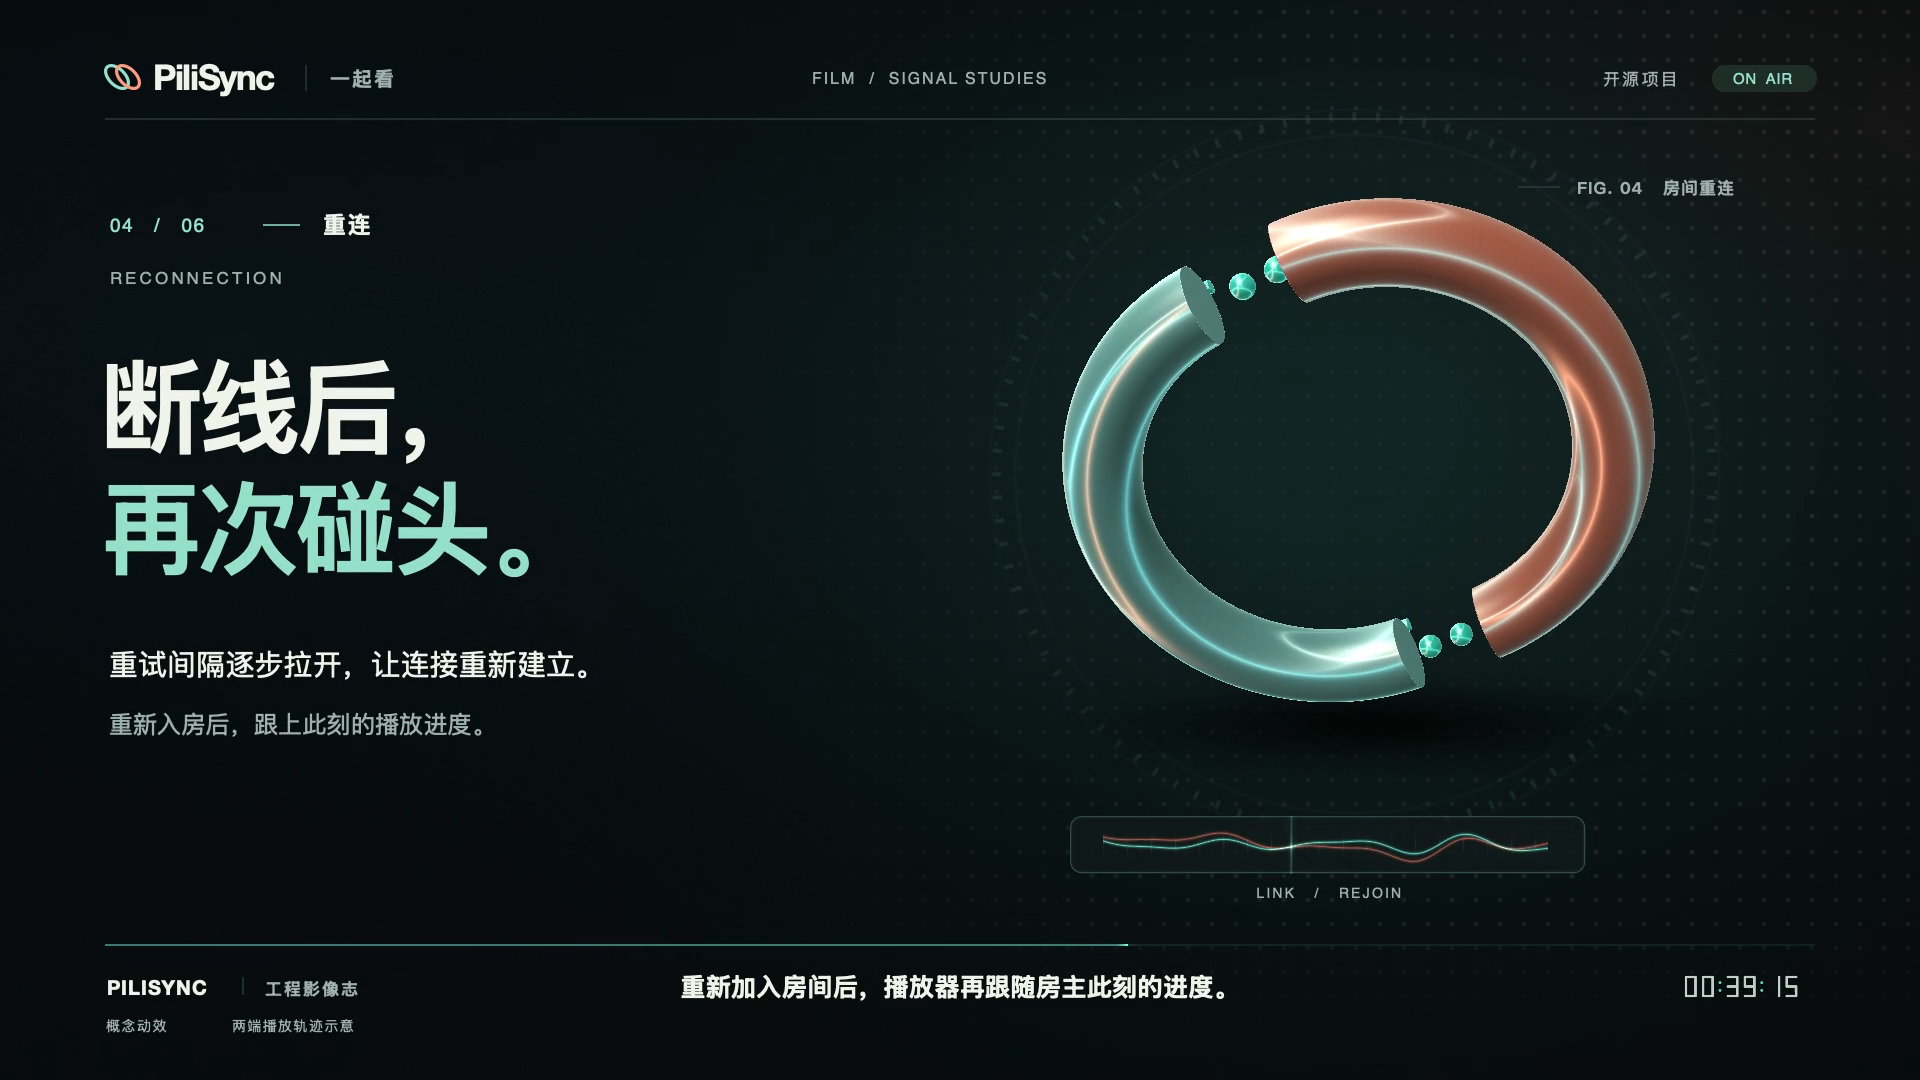 PiliSync 一起看
FILM / SIGNAL STUDIES
开源项目 ON AIR
FIG. 04 房间重连
04 / 06 — 重连
RECONNECTION
断线后，
再次碰头。
重试间隔逐步拉开，让连接重新建立。
重新入房后，跟上此刻的播放进度。
LINK / REJOIN
PILISYNC 工程影像志
重新加入房间后，播放器再跟随房主此刻的进度。
00:39:15
概念动效 两端播放轨迹示意